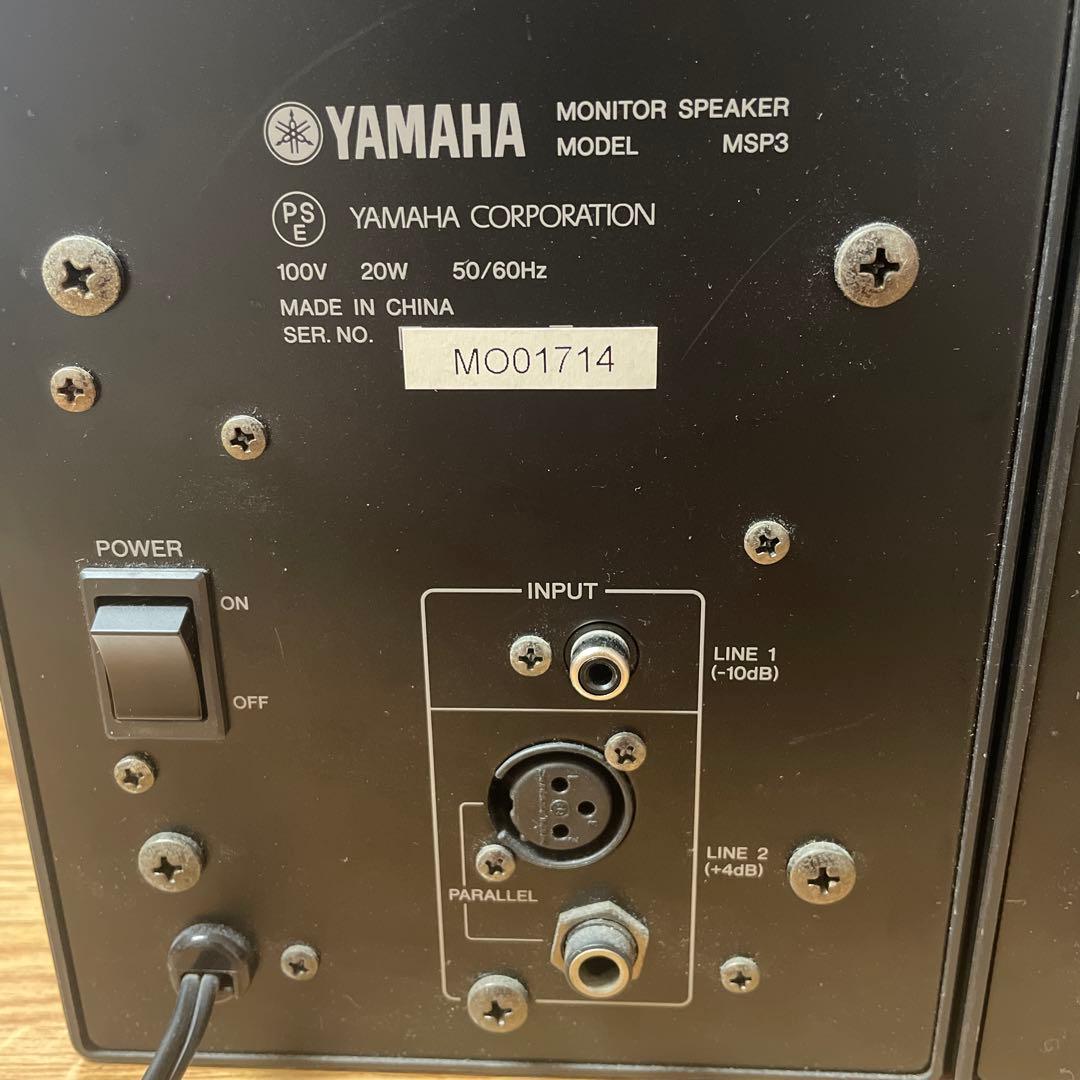 YAMAHA
MONITOR SPEAKER
MODEL MSP3
PSE
YAMAHA CORPORATION
100V 20W 50/60Hz
MADE IN CHINA
SER. NO.
MO01714
POWER
ON
OFF
INPUT
LINE 1
(-10dB)
LINE 2
(+4dB)
PARALLEL